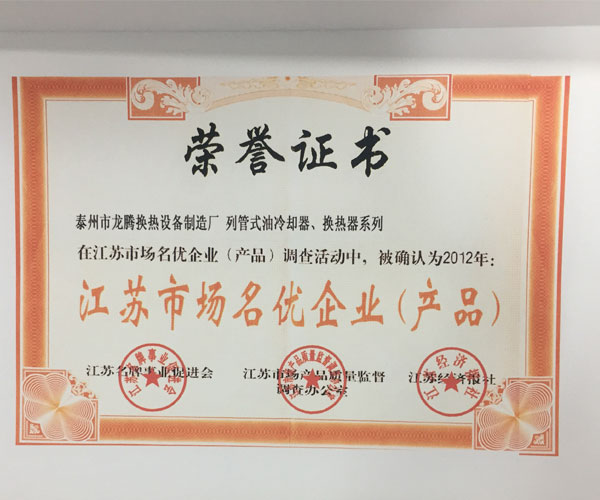 荣誉证书
泰州市龙腾换热设备制造厂 列管式油冷却器、换热器系列
在江苏市场名优企业（产品）调查活动中，被确认为2012年：
江苏市场名优企业（产品）
江苏名牌事业促进会 江苏市场产品质量监督 江苏经济报社
调查办公室